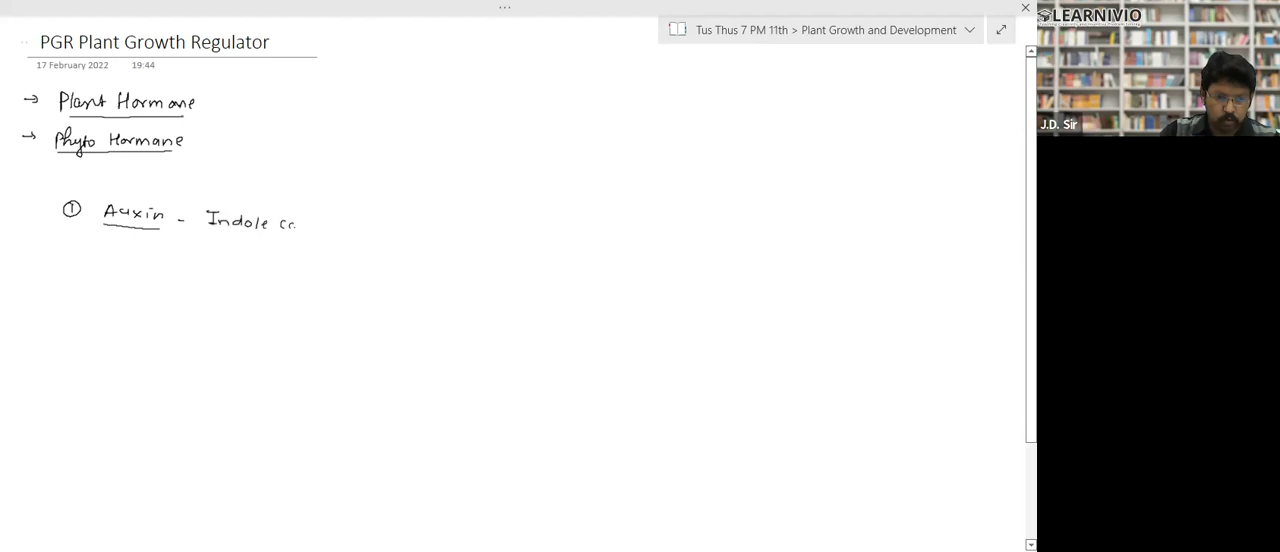 PGR Plant Growth Regulator
17 February 2022 19:44
Tus Thus 7 PM 11th > Plant Growth and Development
LEARNIVIO
J.D. Sir
→ Plant Hormone
→ Phyto Hormane
① Auxin - Indole